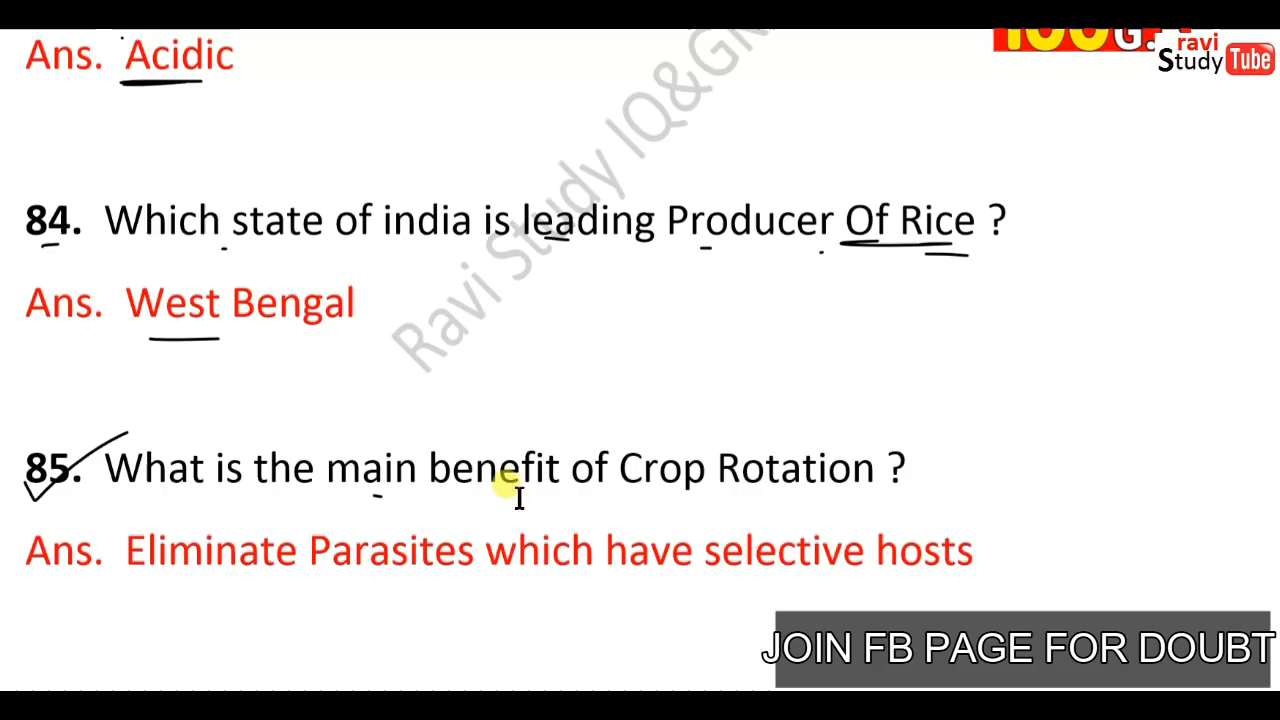 Ans. Acidic
ravi
Study Tube
84. Which state of india is leading Producer Of Rice ?
Ans. West Bengal
Ravi Study IQ&GK
85. What is the main benefit of Crop Rotation ?
Ans. Eliminate Parasites which have selective hosts
JOIN FB PAGE FOR DOUBT